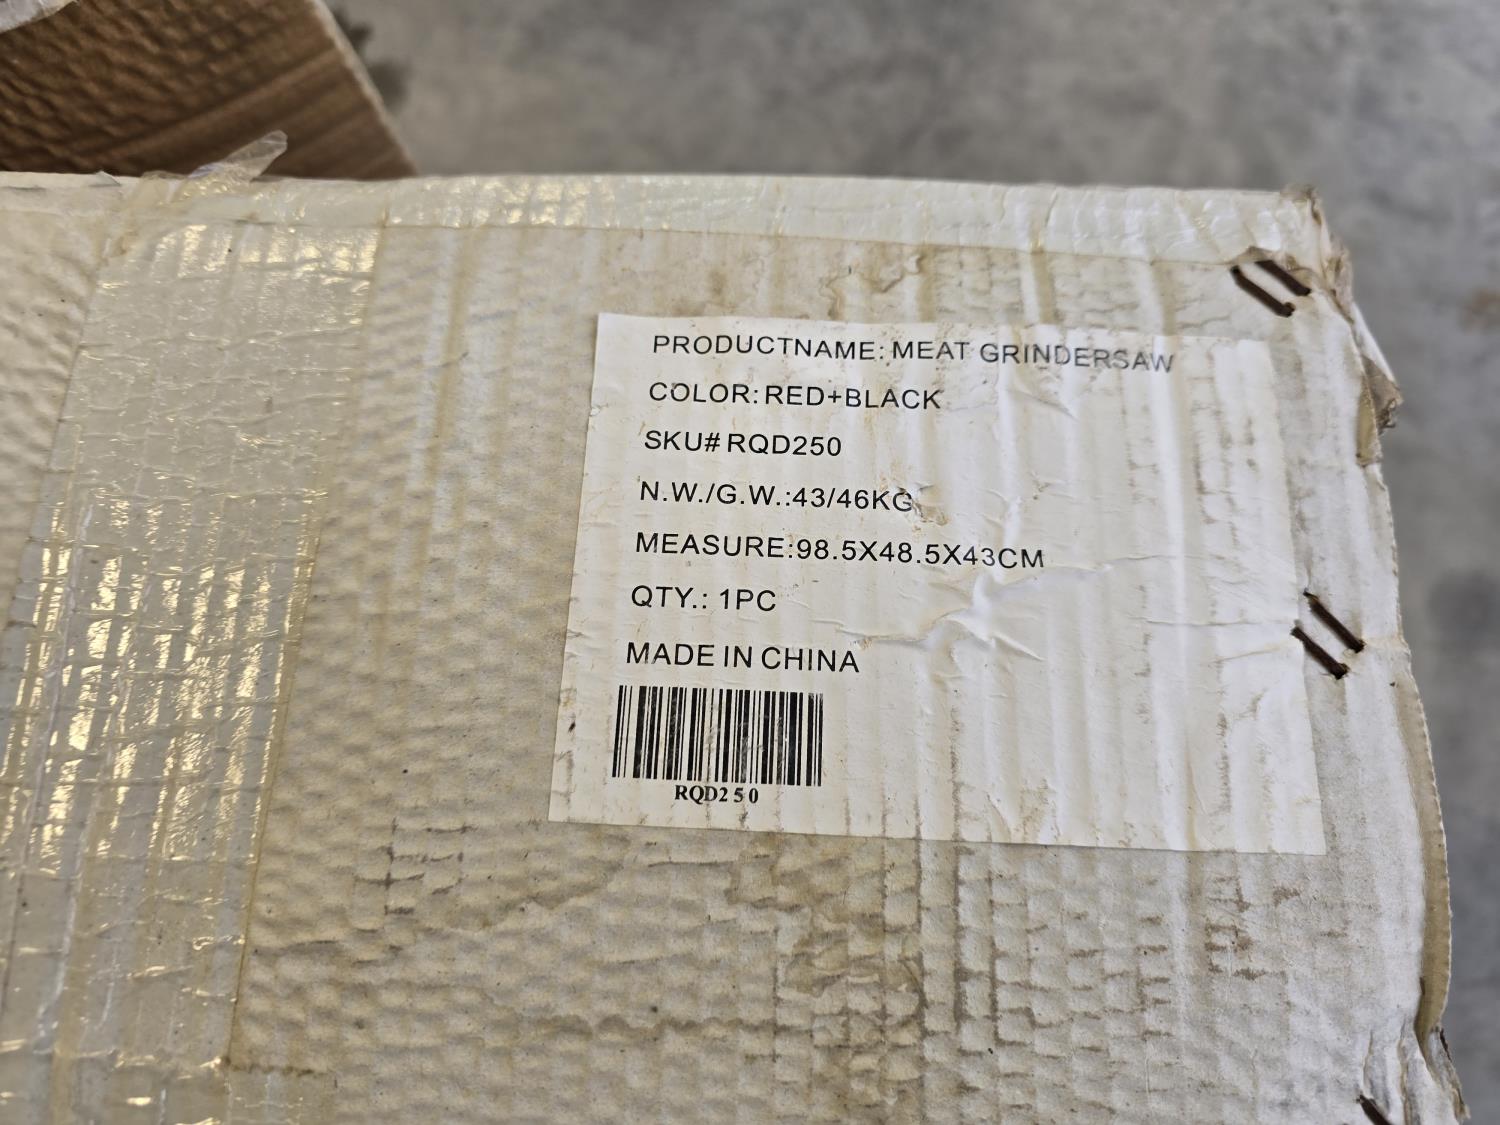 PRODUCTNAME: MEAT GRINDERSAW
COLOR: RED+BLACK
SKU# RQD250
N.W./G.W.:43/46KG
MEASURE:98.5X48.5X43CM
QTY.: 1PC
MADE IN CHINA
RQD250